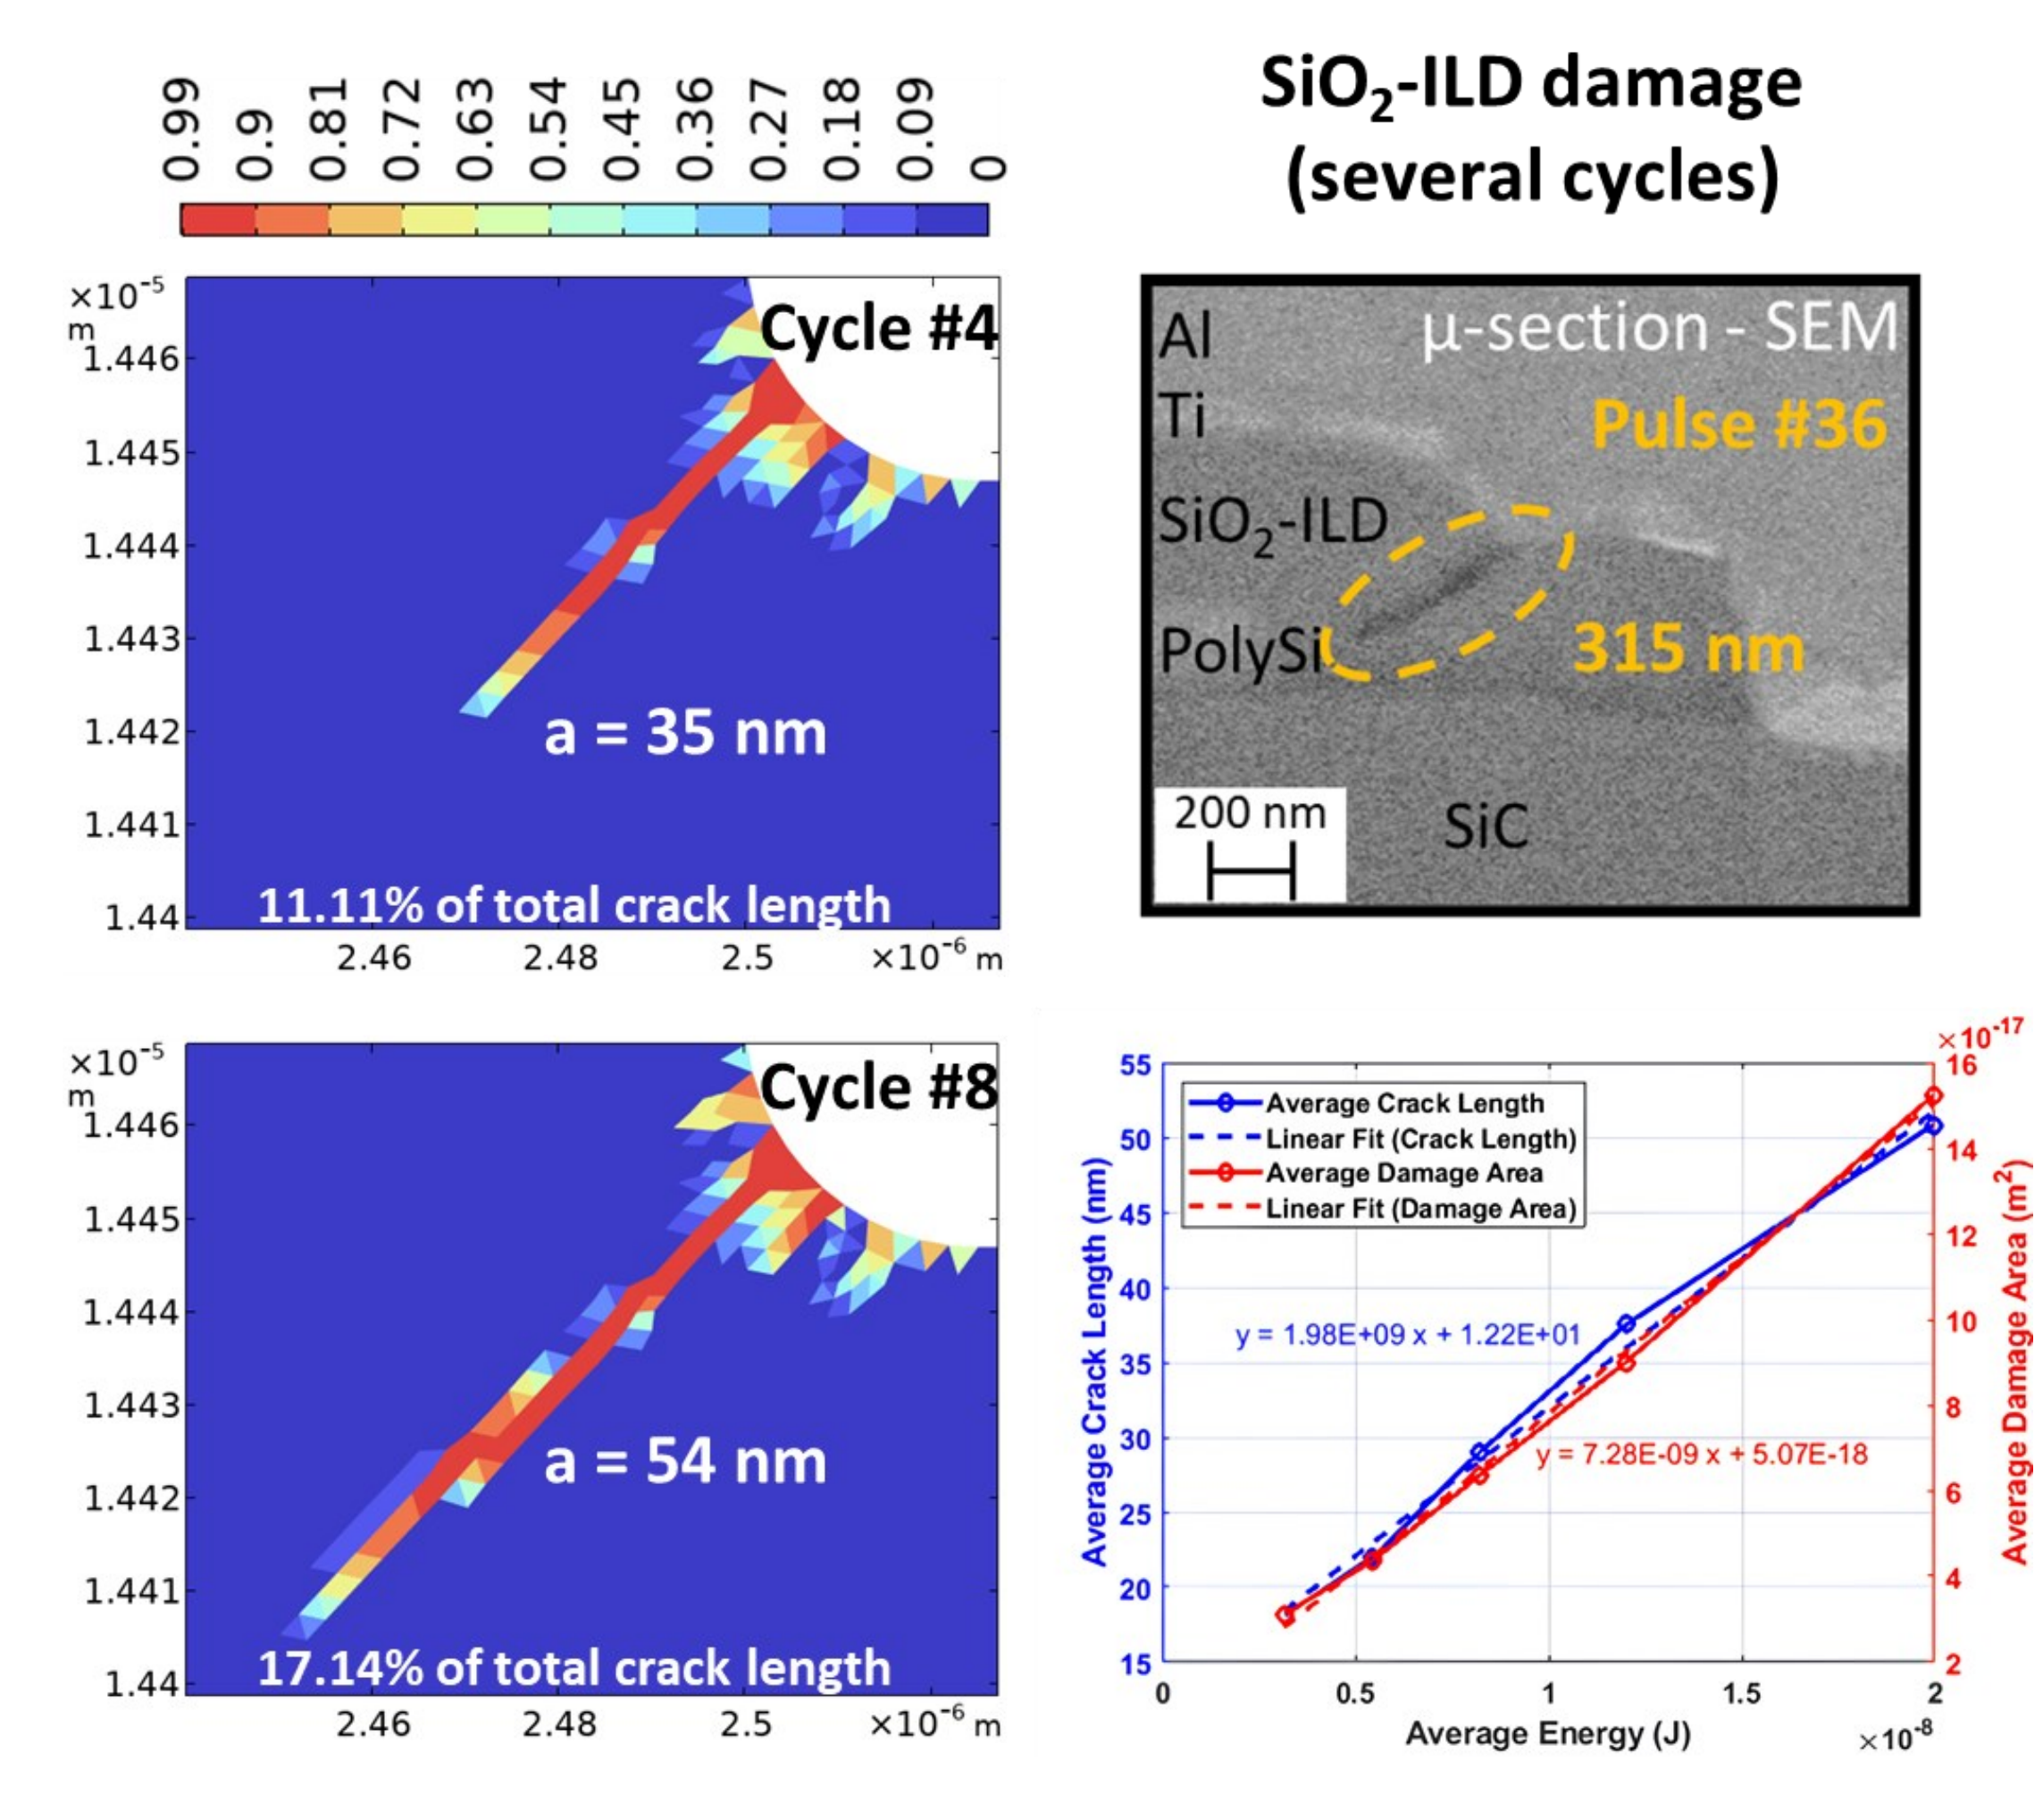 0.99 0.9 0.81 0.72 0.63 0.54 0.45 0.36 0.27 0.18 0.09 0
×10⁻⁵
m
Cycle #4
1.446
1.445
1.444
1.443
1.442
1.441
1.44
a = 35 nm
11.11% of total crack length
2.46 2.48 2.5 ×10⁻⁶ m
SiO₂-ILD damage
(several cycles)
Al
µ-section - SEM
Ti
Pulse #36
SiO₂-ILD
PolySi
315 nm
200 nm
SiC
×10⁻⁵
m
Cycle #8
1.446
1.445
1.444
1.443
1.442
1.441
1.44
a = 54 nm
17.14% of total crack length
2.46 2.48 2.5 ×10⁻⁶ m
×10⁻¹⁷
Average Crack Length (nm)
55
50
45
40
35
30
25
20
15
Average Crack Length
Linear Fit (Crack Length)
Average Damage Area
Linear Fit (Damage Area)
y = 1.98E+09 x + 1.22E+01
y = 7.28E-09 x + 5.07E-18
16
14
12
10
8
6
4
2
Average Damage Area (m²)
0 0.5 1 1.5 2
Average Energy (J)
×10⁻⁸